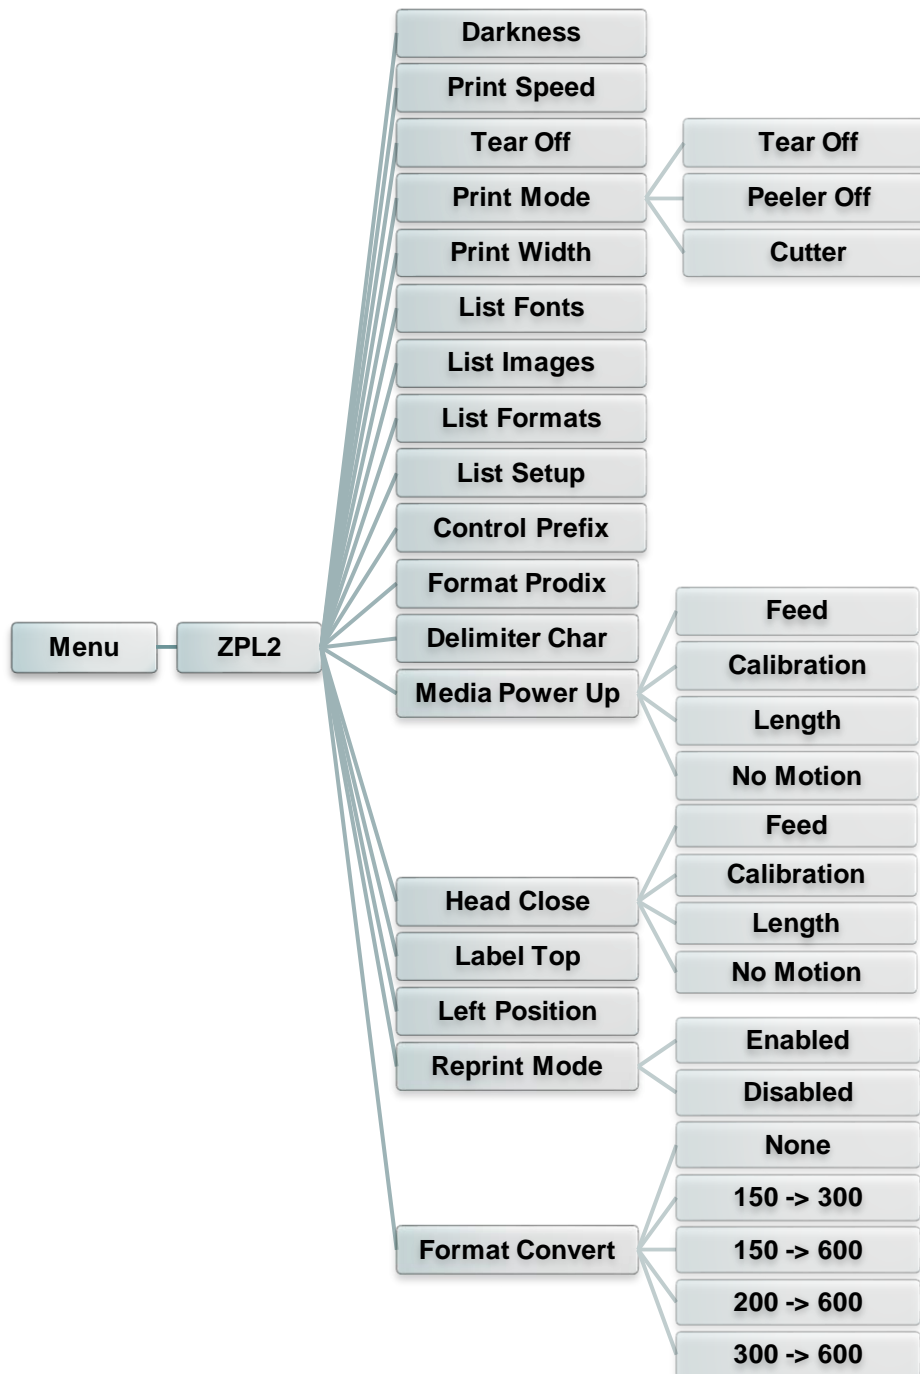 Darkness
Print Speed
Tear Off
Tear Off
Print Mode
Peeler Off
Print Width
Cutter
List Fonts
List Images
List Formats
List Setup
Control Prefix
Format Prodix
Feed
Menu
ZPL2
Delimiter Char
Calibration
Media Power Up
Length
No Motion
Feed
Calibration
Head Close
Length
Label Top
No Motion
Left Position
Enabled
Reprint Mode
Disabled
None
150 -> 300
Format Convert
150 -> 600
200 -> 600
300 -> 600